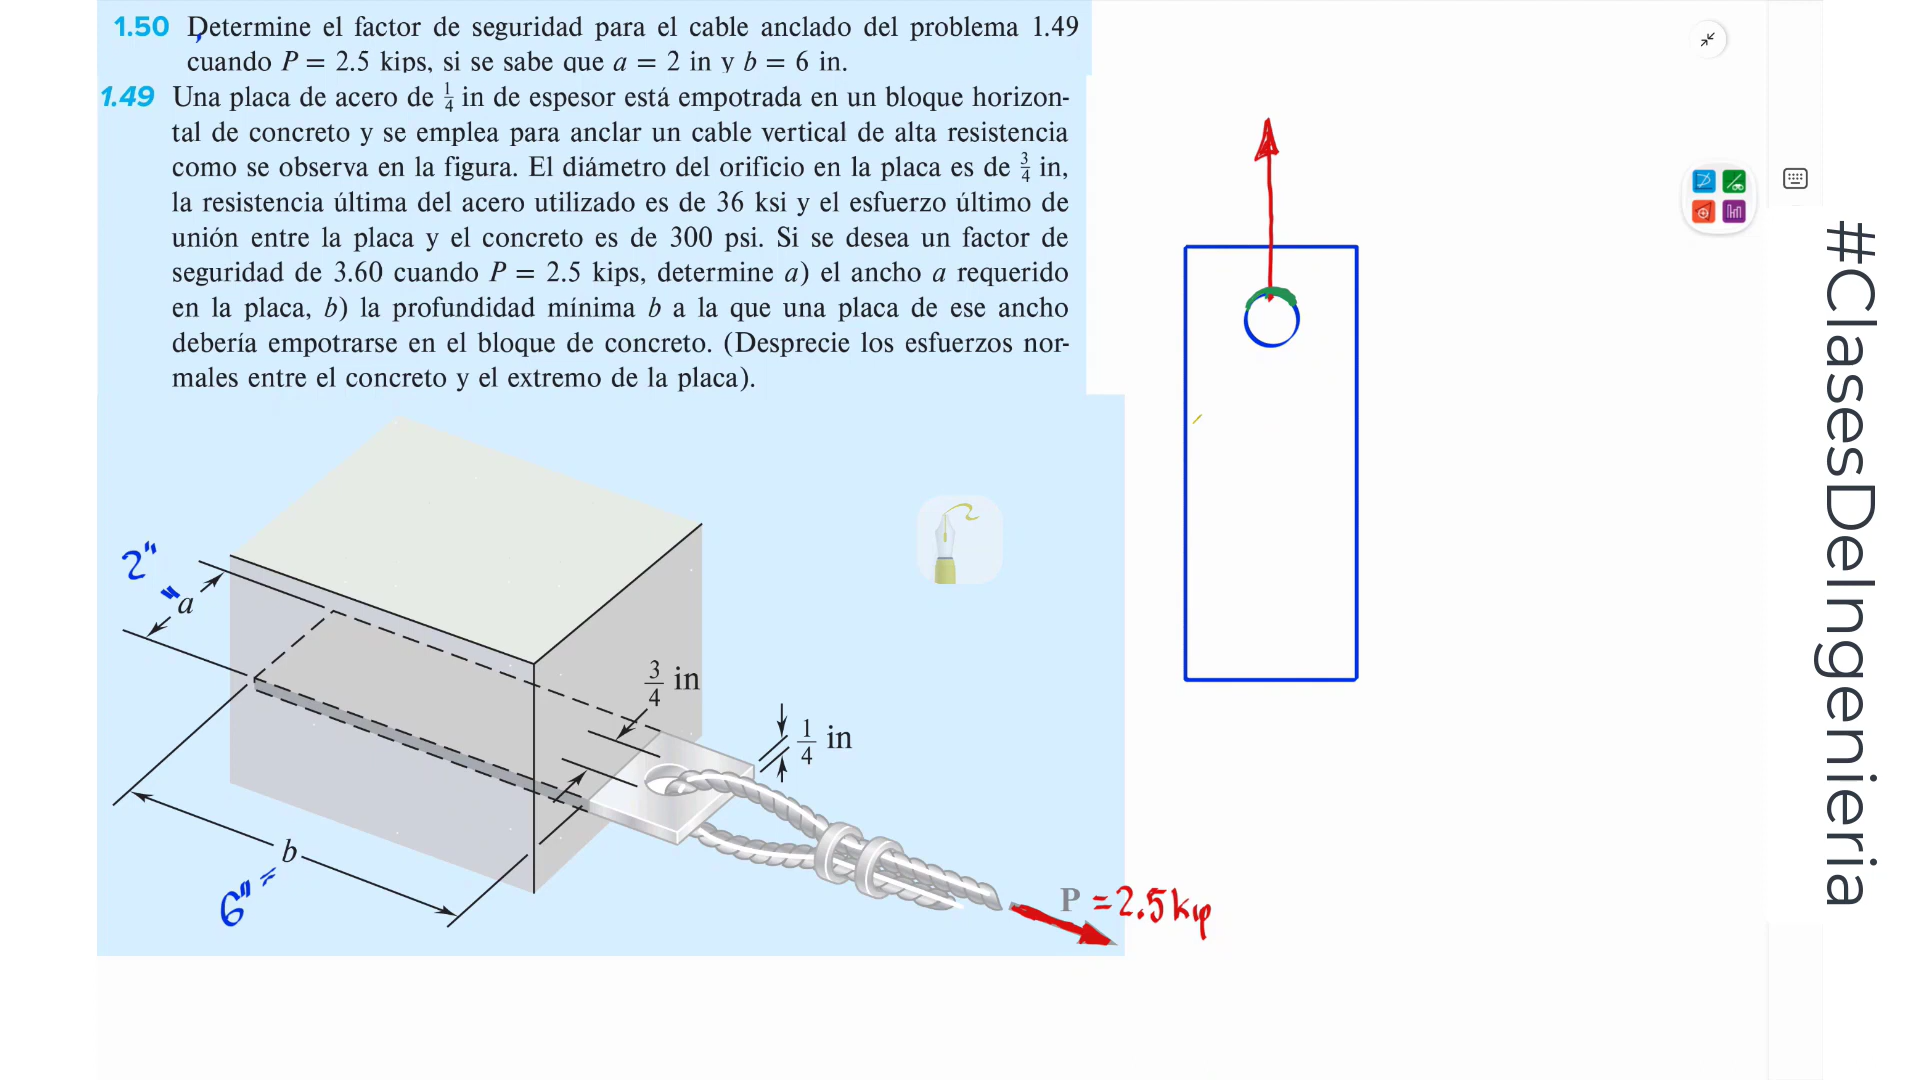 1.50 Determine el factor de seguridad para el cable anclado del problema 1.49
cuando P = 2.5 kips, si se sabe que a = 2 in y b = 6 in.
1.49 Una placa de acero de 1/4 in de espesor está empotrada en un bloque horizon-
tal de concreto y se emplea para anclar un cable vertical de alta resistencia
como se observa en la figura. El diámetro del orificio en la placa es de 3/4 in,
la resistencia última del acero utilizado es de 36 ksi y el esfuerzo último de
unión entre la placa y el concreto es de 300 psi. Si se desea un factor de
seguridad de 3.60 cuando P = 2.5 kips, determine a) el ancho a requerido
en la placa, b) la profundidad mínima b a la que una placa de ese ancho
debería empotrarse en el bloque de concreto. (Desprecie los esfuerzos nor-
males entre el concreto y el extremo de la placa).
2"
a
3/4 in
1/4 in
b
6" =
P = 2.5 kip
#ClasesDeIngenieria